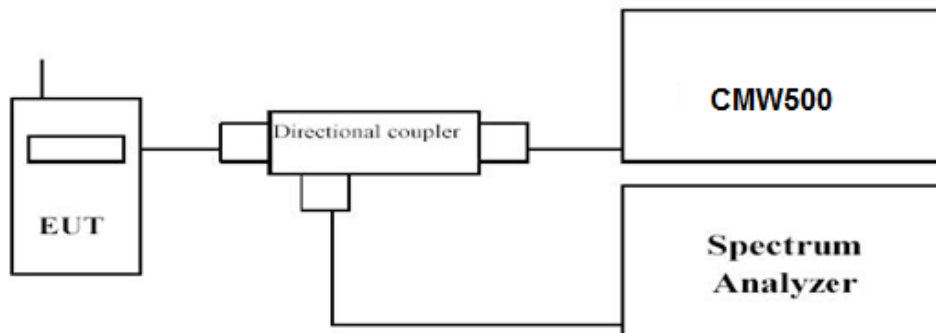 EUT
Directional coupler
CMW500
Spectrum
Analyzer